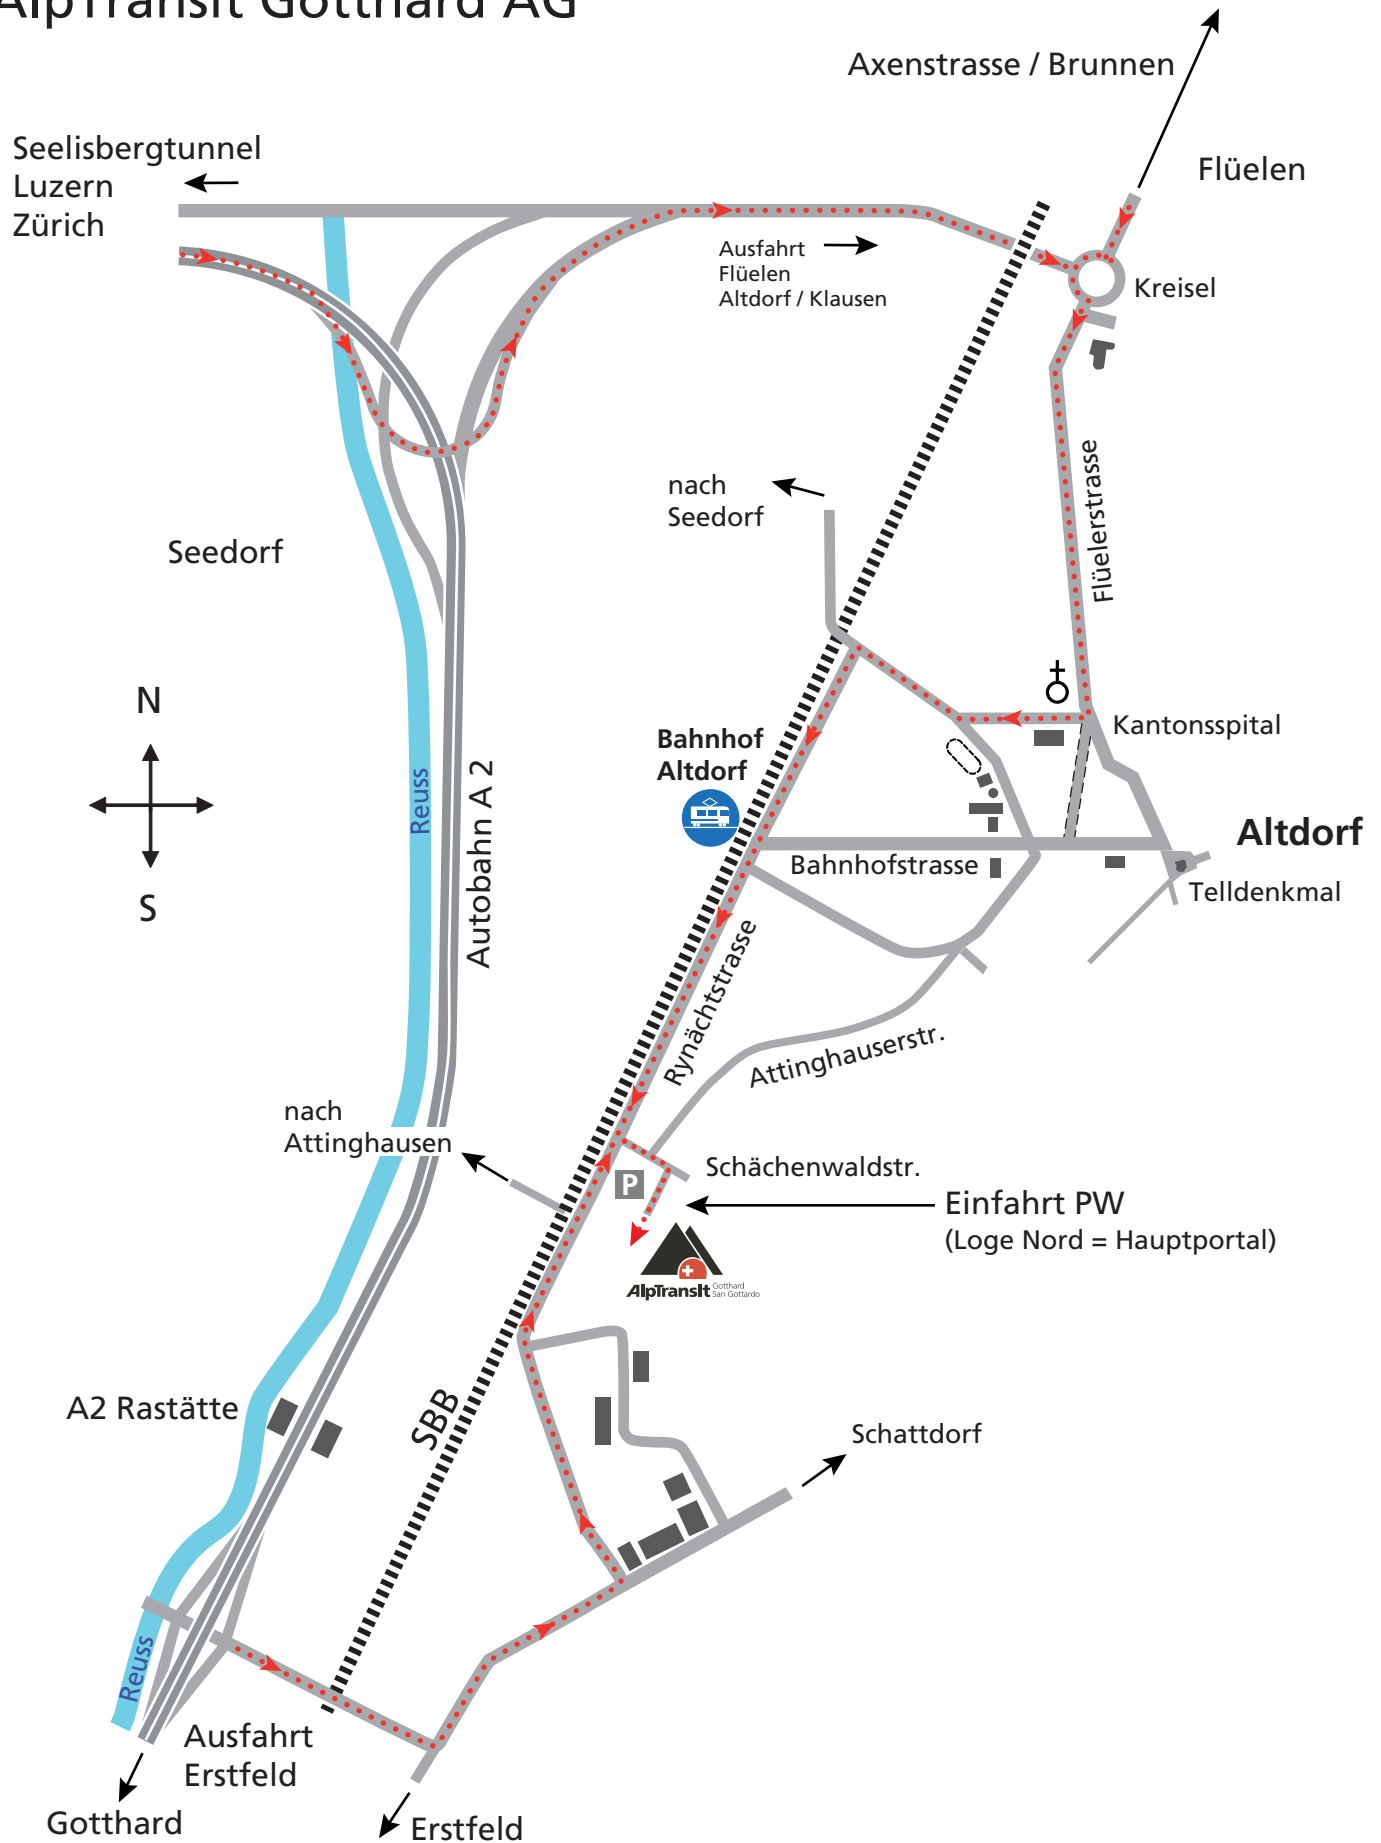 AlpTransit Gotthard AG
Axenstrasse / Brunnen
Seelisbergtunnel
Luzern
Zürich
Flüelen
Ausfahrt
Flüelen
Altdorf / Klausen
Kreisel
Flüelerstrasse
nach
Seedorf
Seedorf
N
S
Reuss
Autobahn A 2
Bahnhof
Altdorf
Kantonsspital
Altdorf
Bahnhofstrasse
Telldenkmal
Rynächtstrasse
Attinghauserstr.
nach
Attinghausen
Schächenwaldstr.
P
Einfahrt PW
(Loge Nord = Hauptportal)
AlpTransit
Gotthard
San Gottardo
A2 Rastätte
SBB
Schattdorf
Reuss
Ausfahrt
Erstfeld
Gotthard
Erstfeld